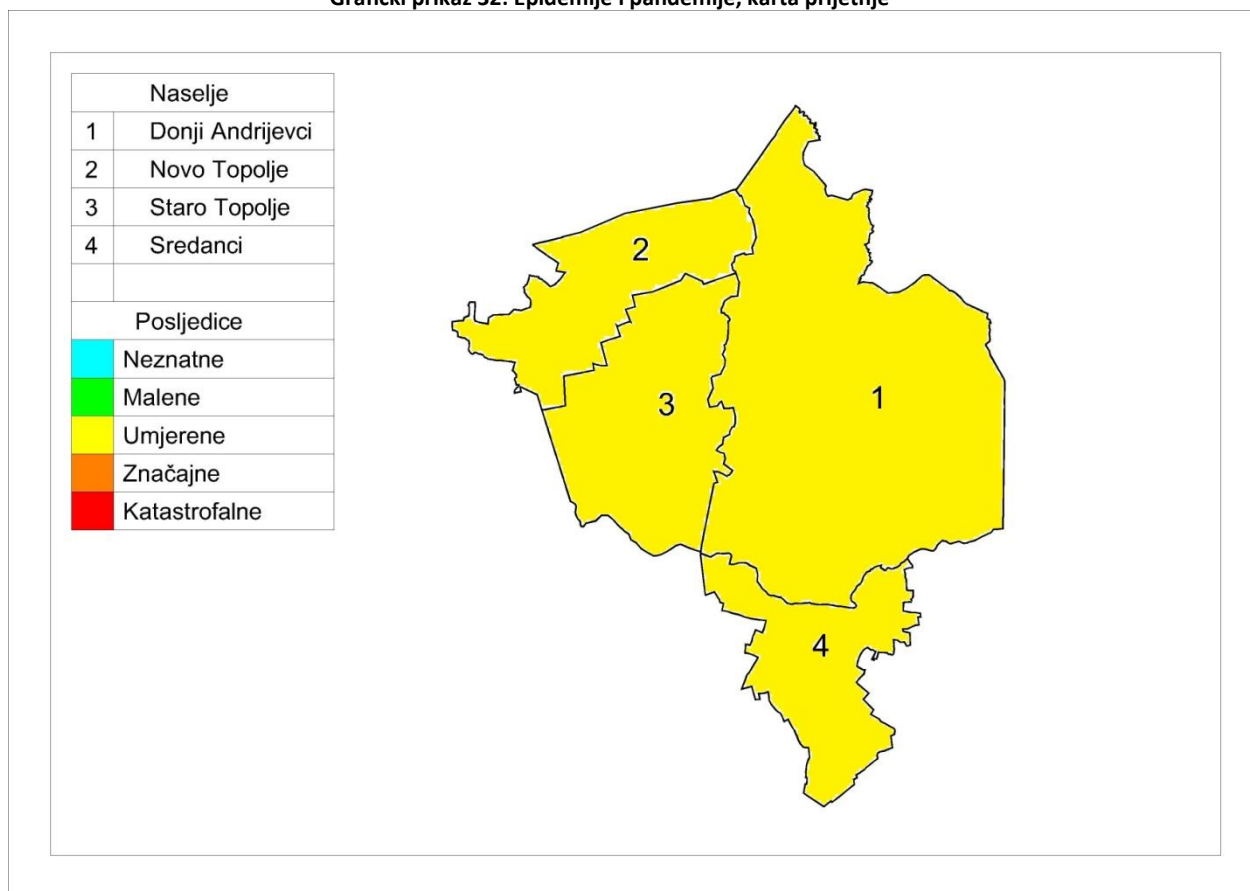 Grafički prikaz 32: Epidemije i pandemije, karta prijetnje
Naselje
1 Donji Andrijevci
2 Novo Topolje
3 Staro Topolje
4 Sredanci
Posljedice
Neznatne
Malene
Umjerene
Značajne
Katastrofalne
2
3
1
4